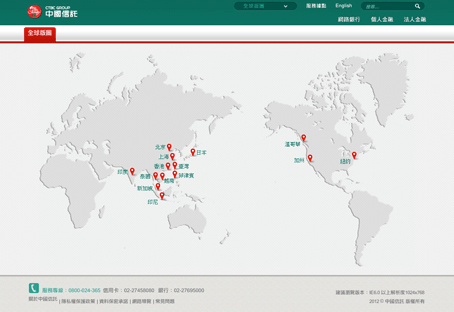 CTBC GROUP
中國信託
全球版圖
服務據點
English
搜尋...
網路銀行 個人金融 法人金融
全球版圖
北京
日本
上海
溫哥華
紐約
加州
香港
臺灣
印度
泰國
菲律賓
越南
新加坡
印尼
服務專線：0800-024-365 信用卡：02-27458080 銀行：02-27695000
關於中國信託 | 隱私權保護政策 | 資料保密承諾 | 網路導覽 | 常見問題
建議瀏覽版本：IE6.0以上解析度1024x768
2012 © 中國信託 版權所有